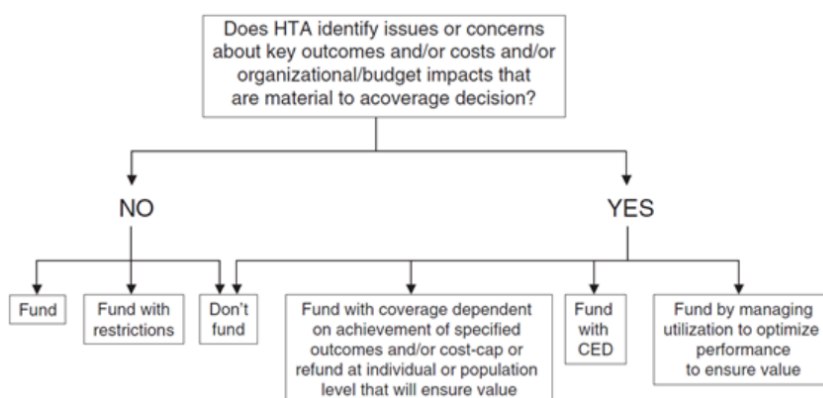 Does HTA identify issues or concerns
about key outcomes and/or costs and/or
organizational/budget impacts that
are material to acoverage decision?
NO
YES
Fund
Fund with
restrictions
Don't
fund
Fund with coverage dependent
on achievement of specified
outcomes and/or cost-cap or
refund at individual or population
level that will ensure value
Fund
with
CED
Fund by managing
utilization to optimize
performance
to ensure value